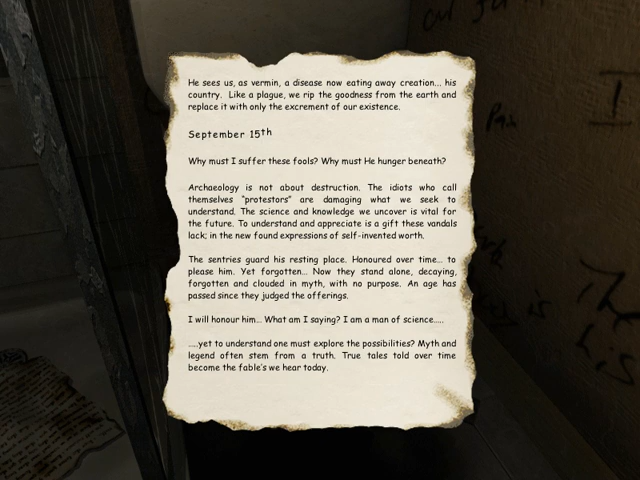 He sees us, as vermin, a disease now eating away creation... his
country. Like a plague, we rip the goodness from the earth and
replace it with only the excrement of our existence.
September 15th
Why must I suffer these fools? Why must He hunger beneath?
Archaeology is not about destruction. The idiots who call
themselves "protestors" are damaging what we seek to
understand. The science and knowledge we uncover is vital for
the future. To understand and appreciate is a gift these vandals
lack; in the new found expressions of self-invented worth.
The sentries guard his resting place. Honoured over time... to
please him. Yet forgotten... Now they stand alone, decaying,
forgotten and clouded in myth, with no purpose. An age has
passed since they judged the offerings.
I will honour him... What am I saying? I am a man of science.....
.....yet to understand one must explore the possibilities? Myth and
legend often stem from a truth. True tales told over time
become the fable's we hear today.